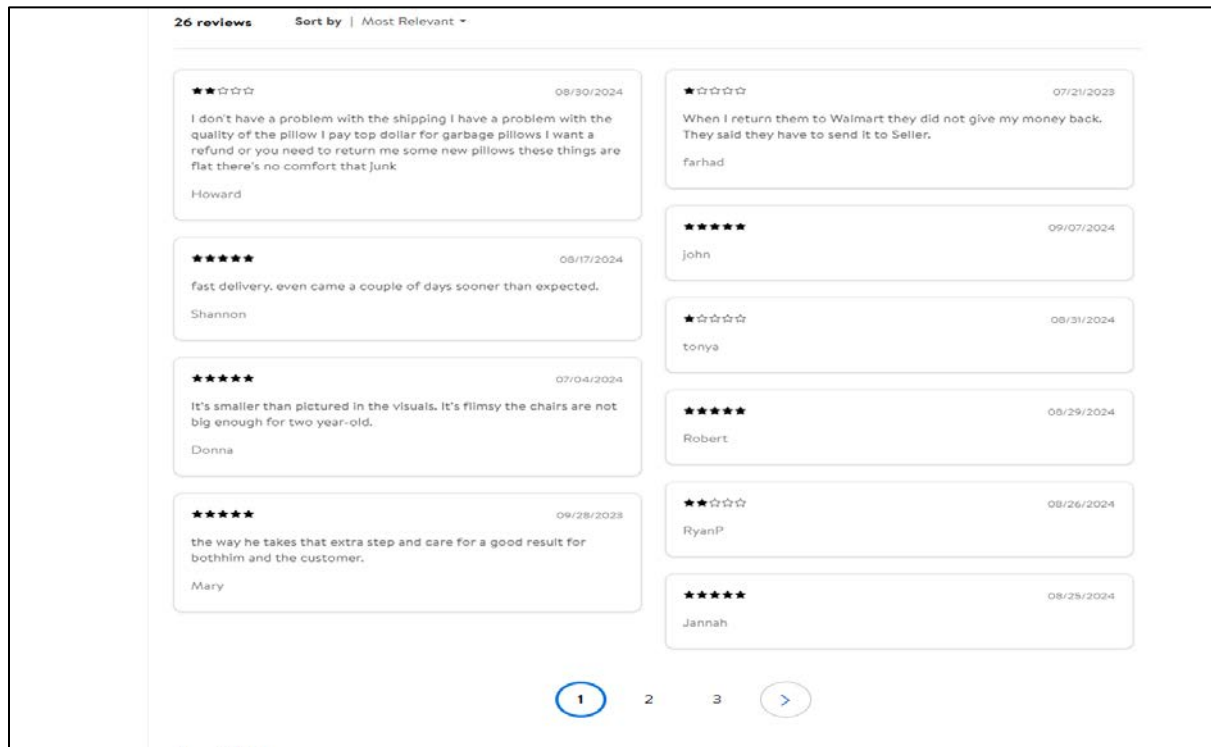 26 reviews Sort by | Most Relevant
08/30/2024
I don't have a problem with the shipping I have a problem with the
quality of the pillow I pay top dollar for garbage pillows I want a
refund or you need to return me some new pillows these things are
flat there's no comfort that junk
Howard
08/17/2024
fast delivery. even came a couple of days sooner than expected.
Shannon
07/04/2024
It's smaller than pictured in the visuals. It's flimsy the chairs are not
big enough for two year-old.
Donna
09/28/2023
the way he takes that extra step and care for a good result for
bothhim and the customer.
Mary
07/21/2023
When I return them to Walmart they did not give my money back.
They said they have to send it to Seller.
farhad
09/07/2024
john
08/31/2024
tonya
08/29/2024
Robert
08/26/2024
RyanP
08/25/2024
Jannah
1 2 3 >